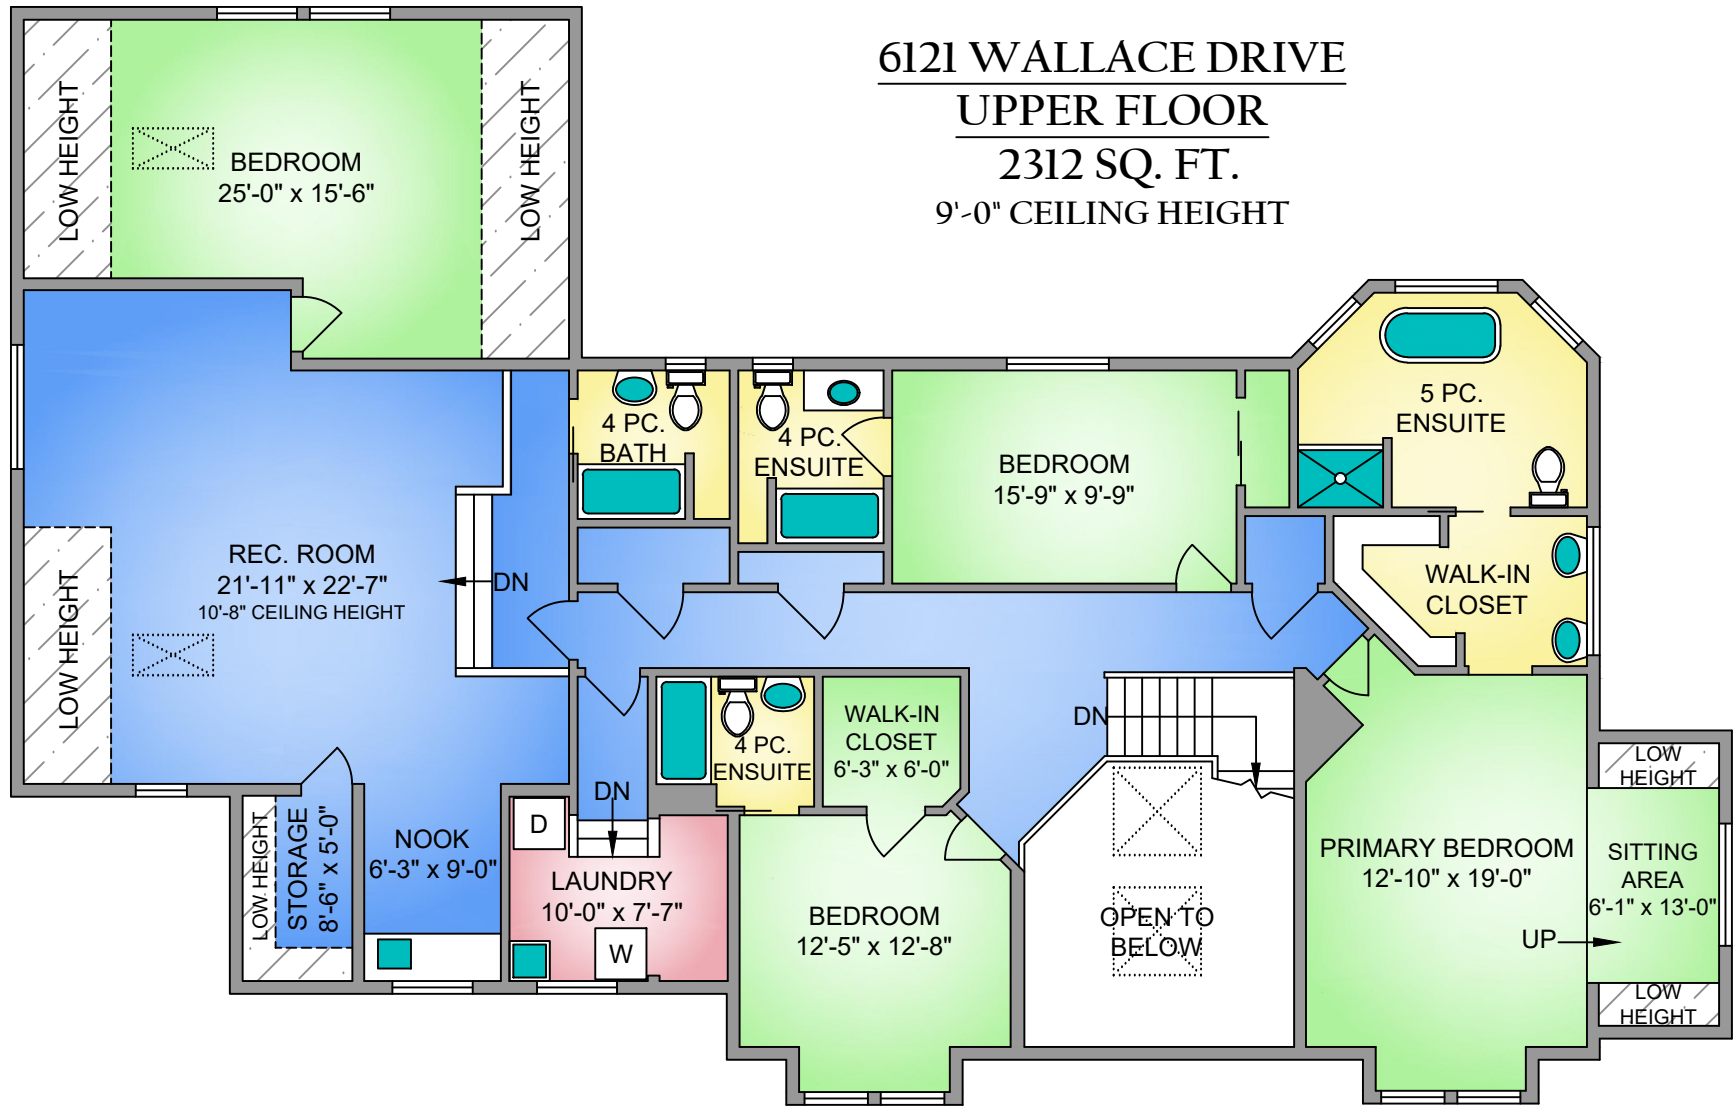 6121 WALLACE DRIVE
UPPER FLOOR
2312 SQ. FT.
9'-0" CEILING HEIGHT
LOW HEIGHT
BEDROOM
25'-0" x 15'-6"
LOW HEIGHT
REC. ROOM
21'-11" x 22'-7"
10'-8" CEILING HEIGHT
LOW HEIGHT
DN
4 PC.
BATH
4 PC.
ENSUITE
BEDROOM
15'-9" x 9'-9"
5 PC.
ENSUITE
WALK-IN
CLOSET
DN
4 PC.
ENSUITE
WALK-IN
CLOSET
6'-3" x 6'-0"
DN
LOW HEIGHT
STORAGE
8'-6" x 5'-0"
NOOK
6'-3" x 9'-0"
D
LAUNDRY
10'-0" x 7'-7"
W
BEDROOM
12'-5" x 12'-8"
OPEN TO
BELOW
PRIMARY BEDROOM
12'-10" x 19'-0"
UP
LOW
HEIGHT
SITTING
AREA
6'-1" x 13'-0"
LOW
HEIGHT